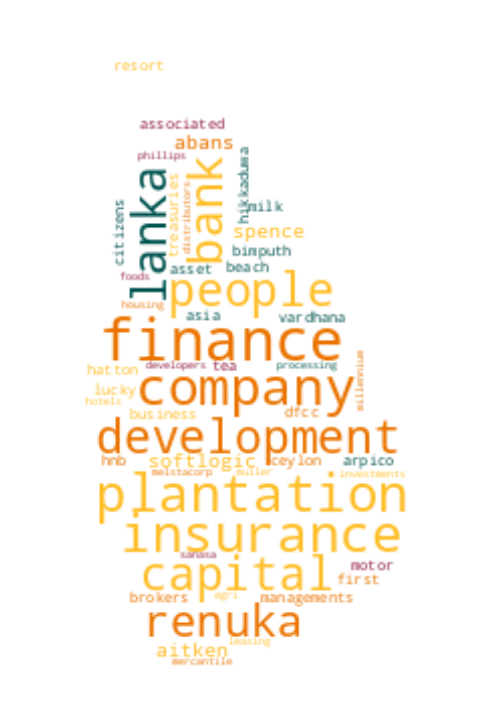 resort
associated
abans
phillips
lanka
bank
treasuries
distributors
hikkaduma
citizens
milk
spence
bimputh
beach
asset
foods
people
housing
asia
vardhana
finance
developers
tea
processing
hatton
millennium
company
lucky
hotels
business
dfcc
development
hnb
softlogic
ceylon
arpico
melstacorp
muller
investments
plantation
insurance
sanasa
motor
capital
first
brokers
agri
managements
renuka
leasing
aitken
mercantile